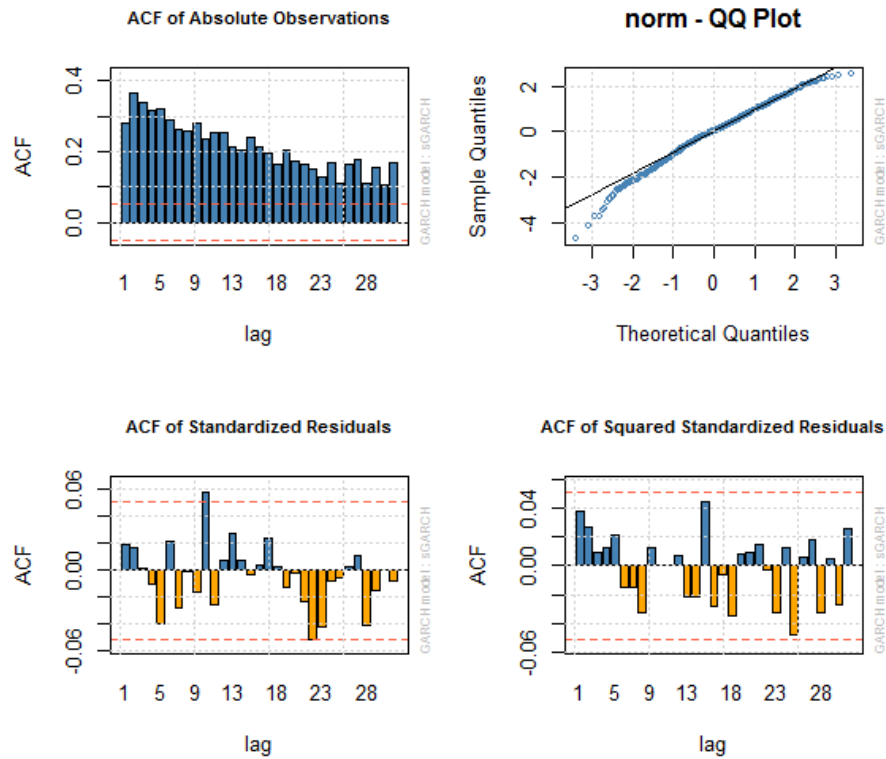 ACF of Absolute Observations
ACF
0.0
0.2
0.4
1 5 9 13 18 23 28
lag
GARCH model: sGARCH
norm - QQ Plot
Sample Quantiles
-4
-2
0
2
-3 -2 -1 0 1 2 3
Theoretical Quantiles
GARCH model: sGARCH
ACF of Standardized Residuals
ACF
-0.06
0.00
0.06
1 5 9 13 18 23 28
lag
GARCH model: sGARCH
ACF of Squared Standardized Residuals
ACF
-0.06
0.00
0.04
1 5 9 13 18 23 28
lag
GARCH model: sGARCH